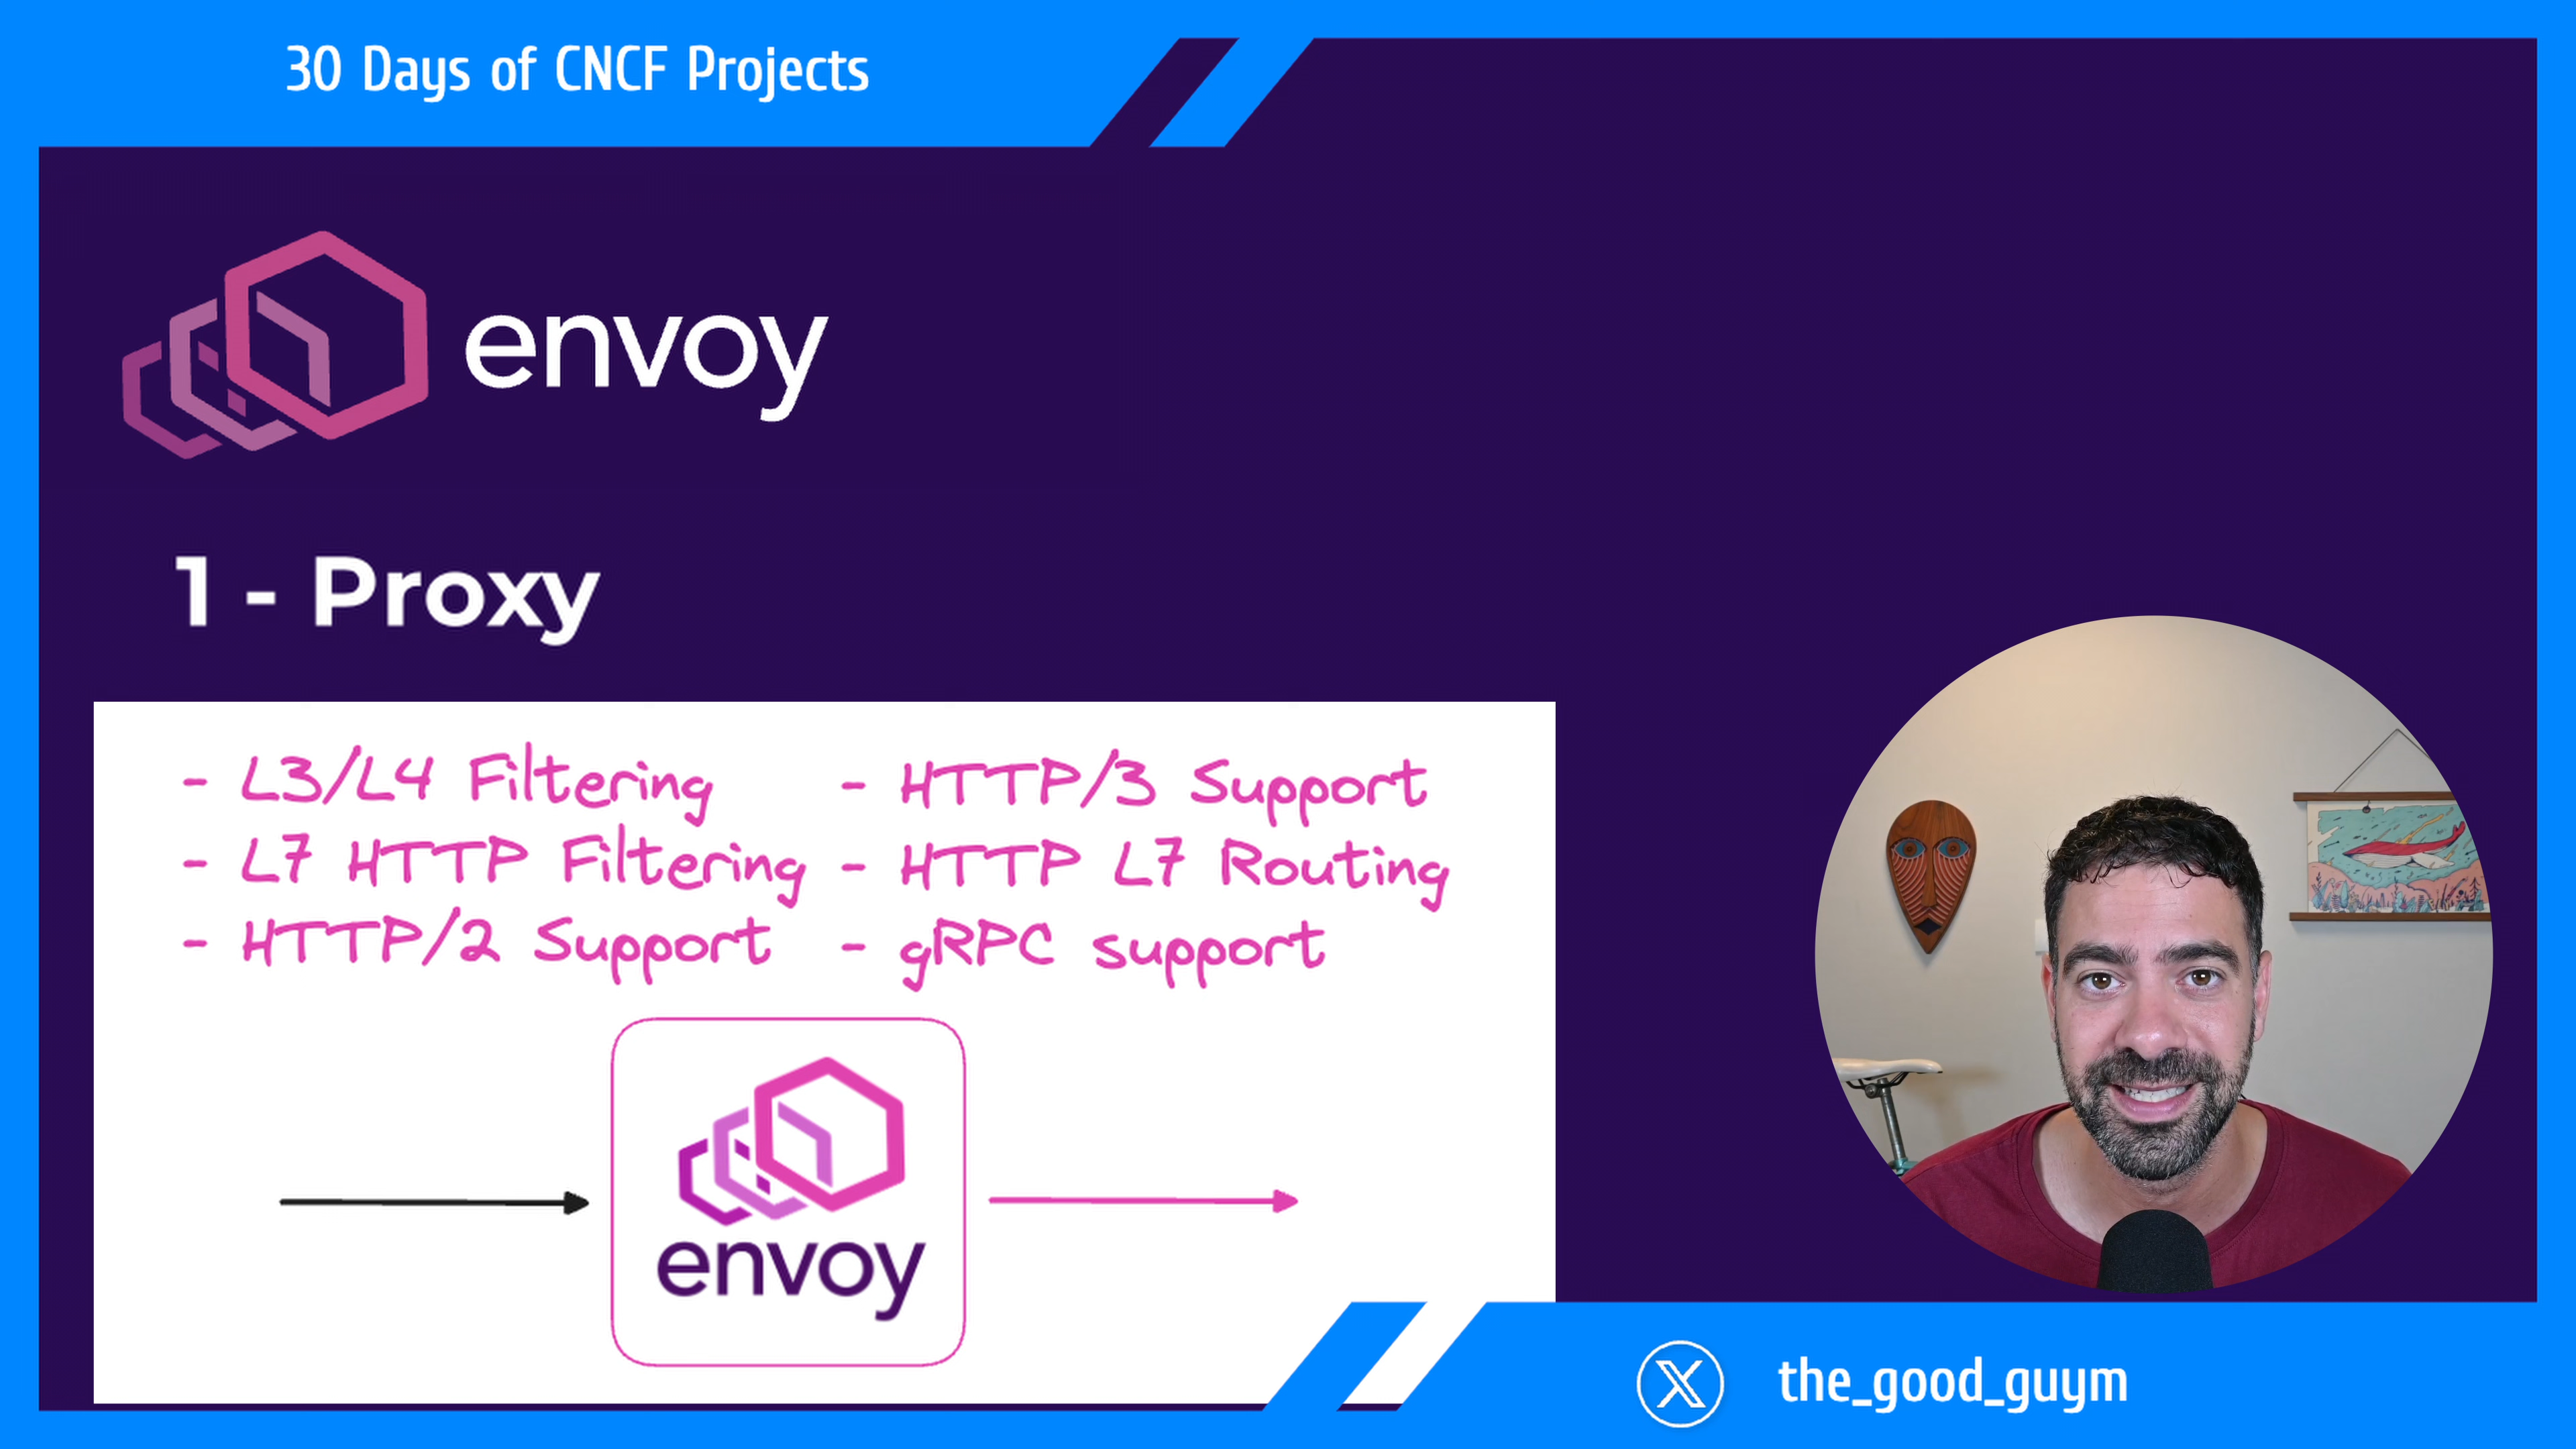 30 Days of CNCF Projects
envoy
1 - Proxy
- L3/L4 Filtering
- L7 HTTP Filtering
- HTTP/2 Support
- HTTP/3 Support
- HTTP L7 Routing
- gRPC support
envoy
X the_good_guym